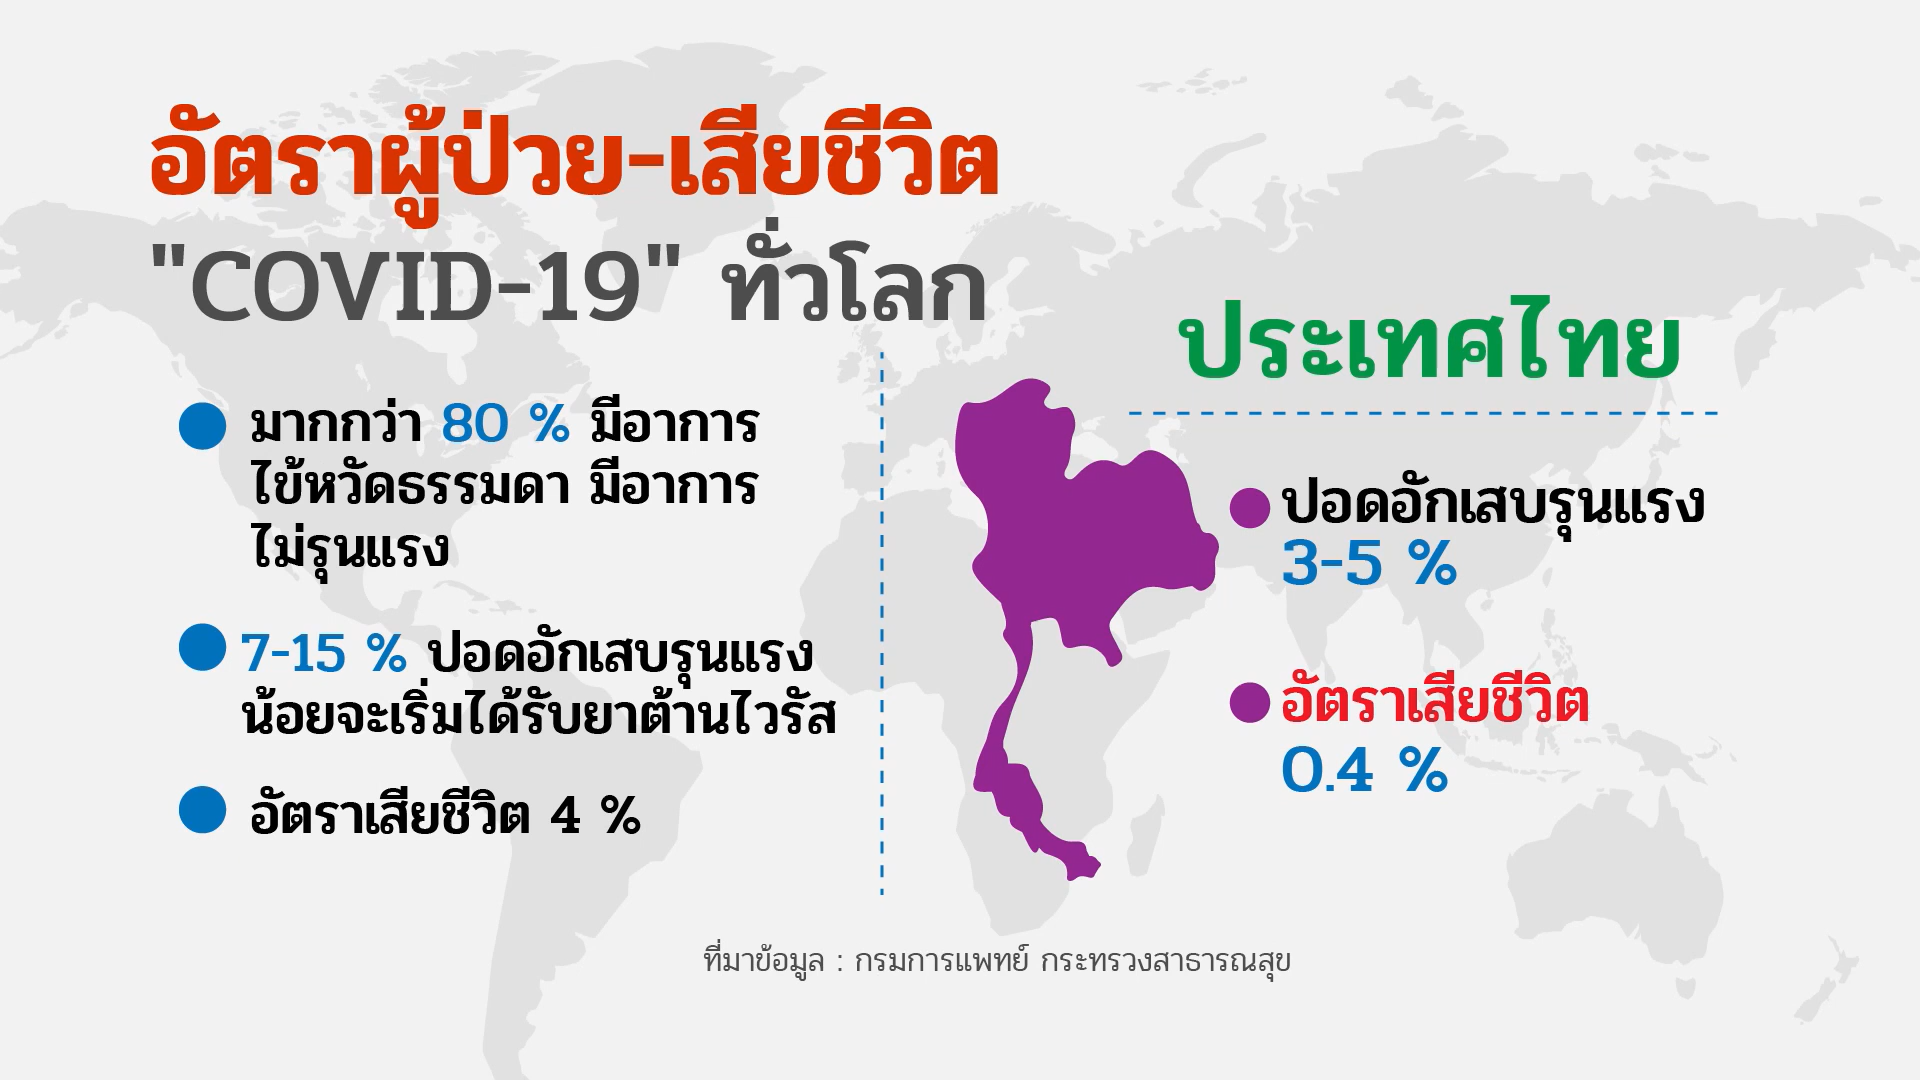 อัตราผู้ป่วย-เสียชีวิต
"COVID-19" ทั่วโลก
มากกว่า 80 % มีอาการ
ไข้หวัดธรรมดา มีอาการ
ไม่รุนแรง
7-15 % ปอดอักเสบรุนแรง
น้อยจะเริ่มได้รับยาต้านไวรัส
อัตราเสียชีวิต 4 %
ประเทศไทย
ปอดอักเสบรุนแรง
3-5 %
อัตราเสียชีวิต
0.4 %
ที่มาข้อมูล : กรมการแพทย์ กระทรวงสาธารณสุข